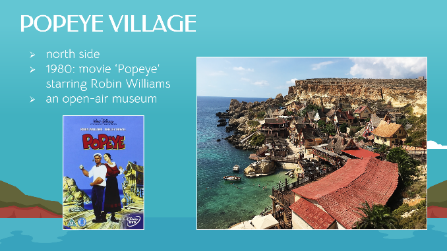 POPEYE VILLAGE
north side
1980: movie 'Popeye'
starring Robin Williams
an open-air museum
POPEYE